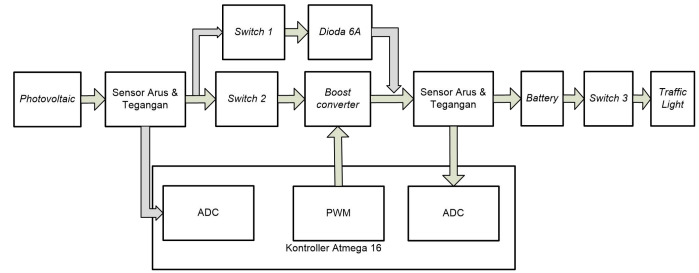 Switch 1
Dioda 6A
Photovoltaic
Sensor Arus &
Tegangan
Switch 2
Boost
converter
Sensor Arus &
Tegangan
Battery
Switch 3
Traffic
Light
ADC
PWM
ADC
Kontroller Atmega 16